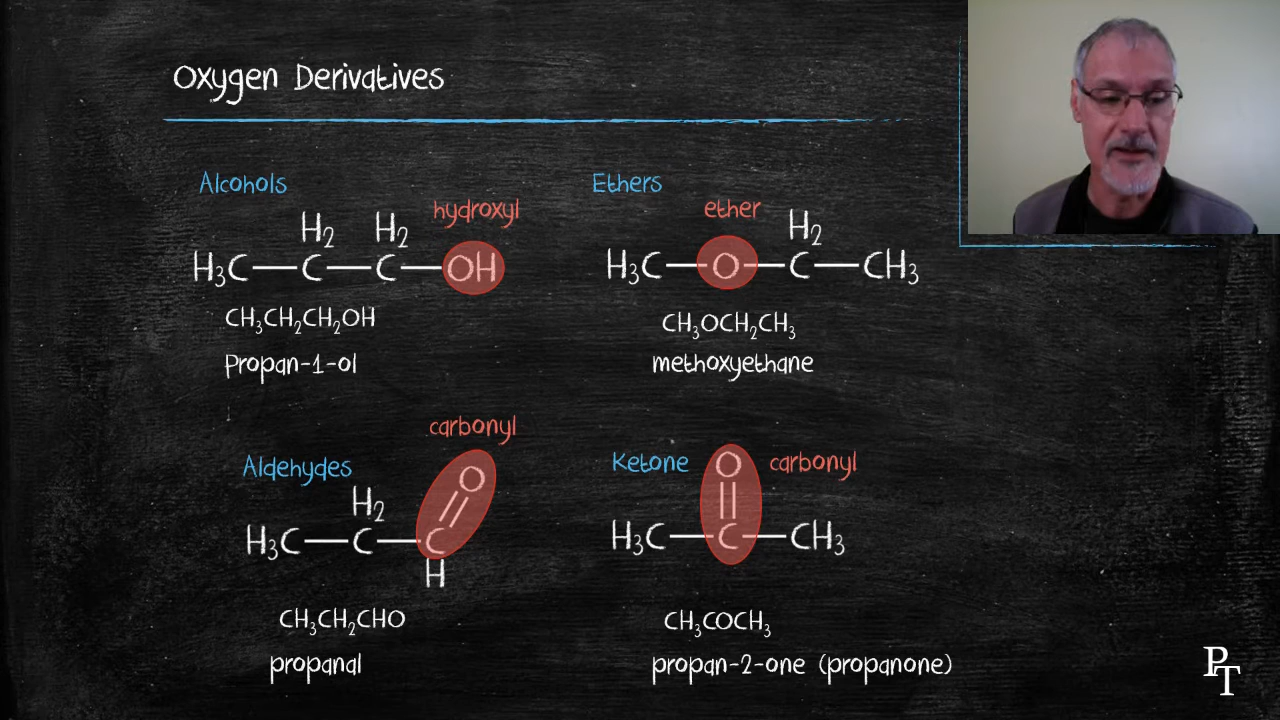 Oxygen Derivatives
Alcohols
hydroxyl
H₂ H₂
H₃C — C — C — OH
CH₃CH₂CH₂OH
Propan-1-ol
Ethers
ether
H₂
H₃C — O — C — CH₃
CH₃OCH₂CH₃
methoxyethane
Aldehydes
carbonyl
O
H₂
H₃C — C — C
H
CH₃CH₂CHO
propanal
Ketone
carbonyl
O
H₃C — C — CH₃
CH₃COCH₃
propan-2-one (propanone)
PT